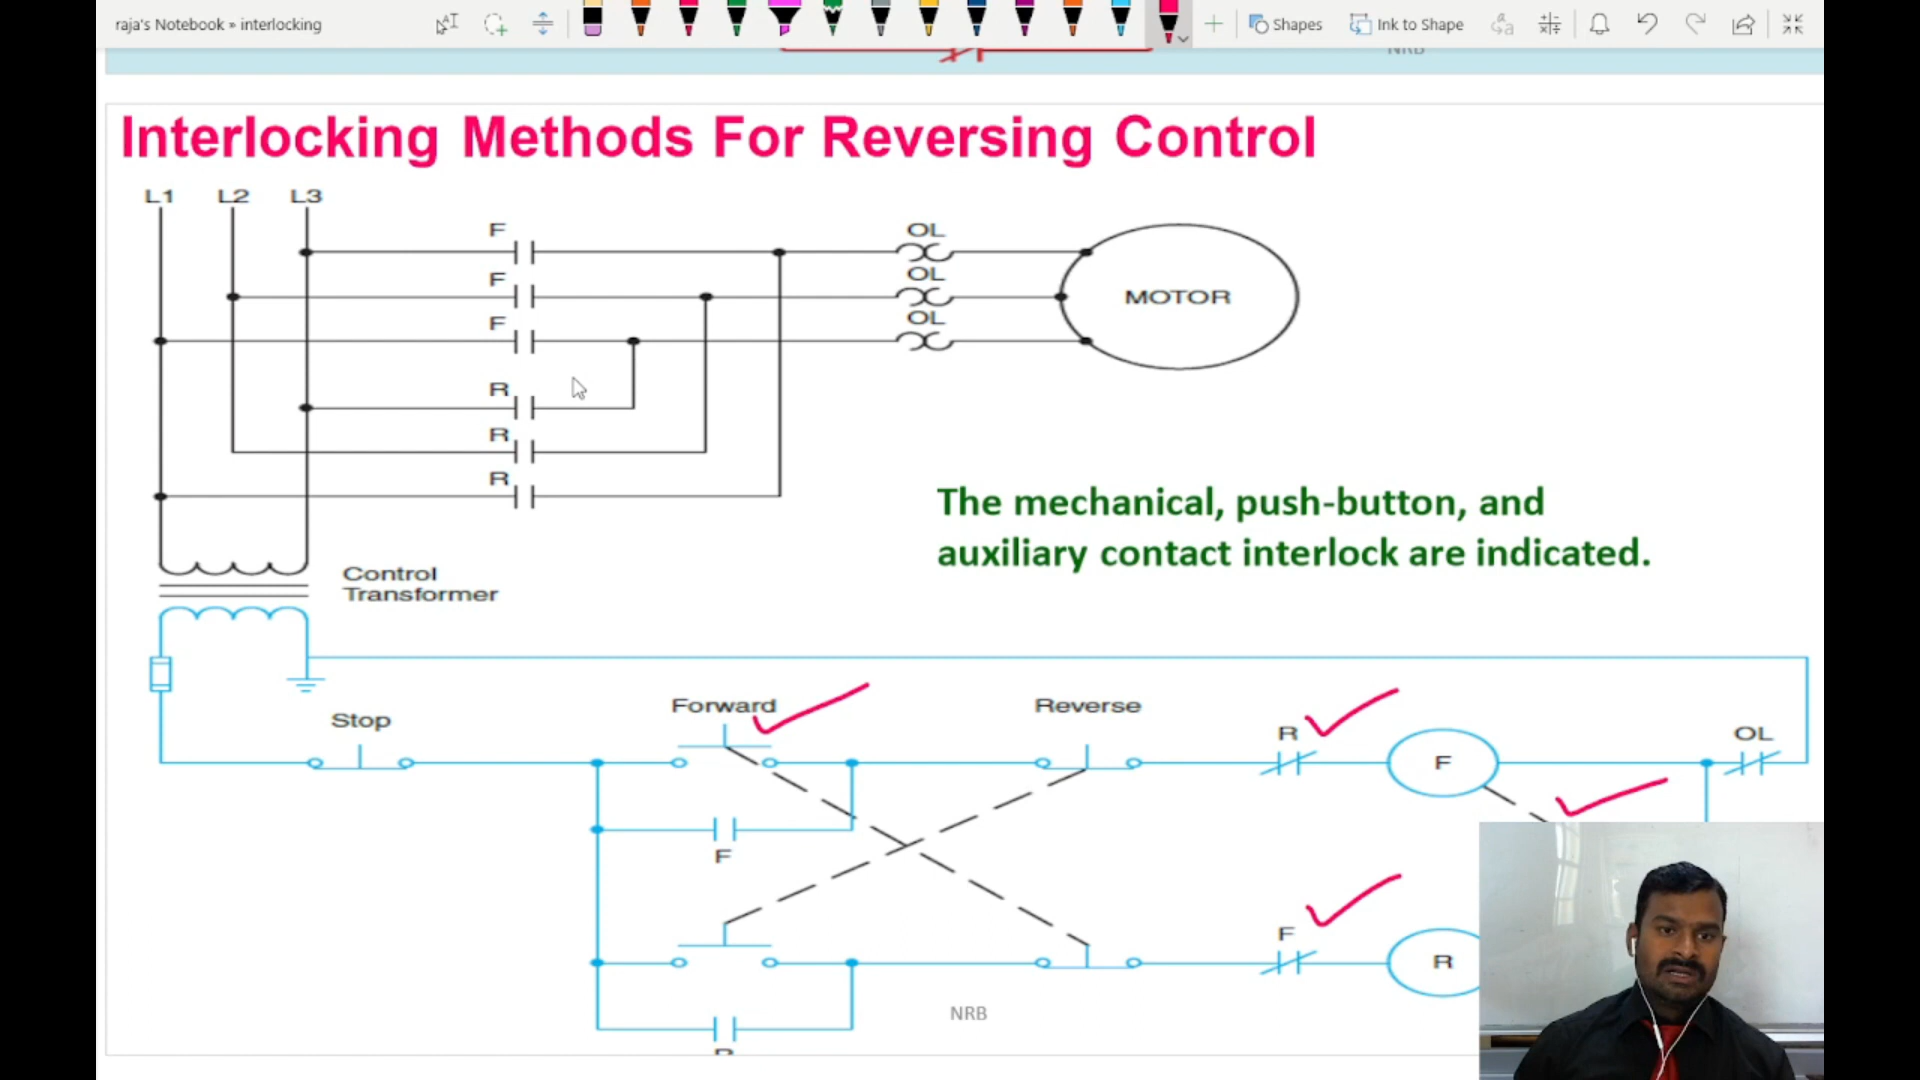 raja's Notebook » interlocking
Shapes
Ink to Shape
NRB
Interlocking Methods For Reversing Control
L1 L2 L3
F
F
F
R
R
R
OL
OL
OL
MOTOR
The mechanical, push-button, and
auxiliary contact interlock are indicated.
Control
Transformer
Stop
Forward
Reverse
R
F
OL
F
F
R
NRB